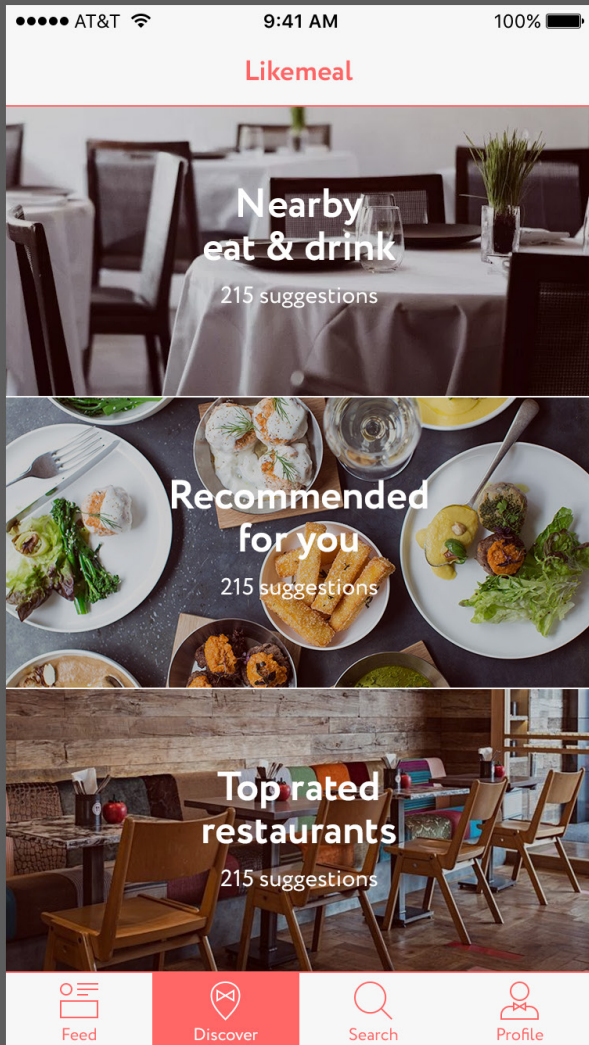 AT&T 9:41 AM 100%
Likemeal
Nearby
eat & drink
215 suggestions
Recommended
for you
215 suggestions
Top rated
restaurants
215 suggestions
Feed Discover Search Profile